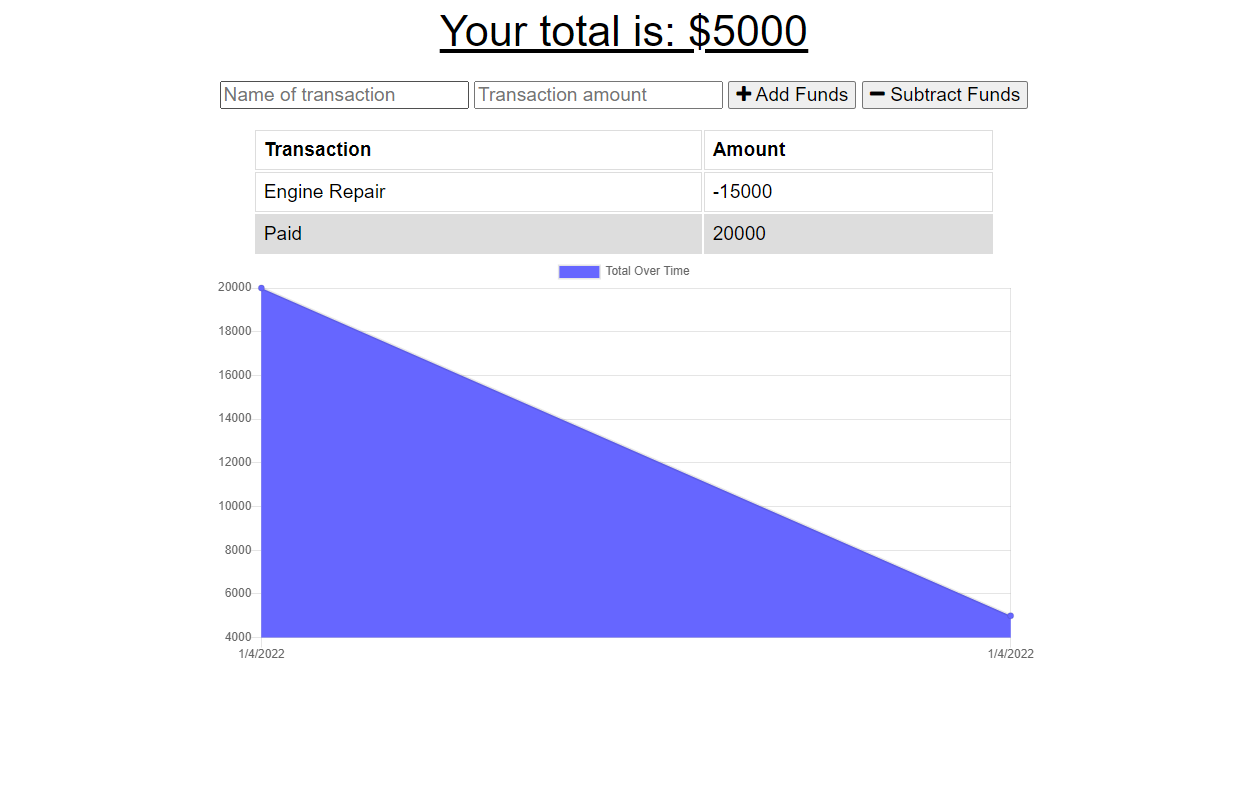 Your total is: $5000
Name of transaction Transaction amount Add Funds Subtract Funds
Transaction Amount
Engine Repair -15000
Paid 20000
Total Over Time
20000
18000
16000
14000
12000
10000
8000
6000
4000
1/4/2022 1/4/2022